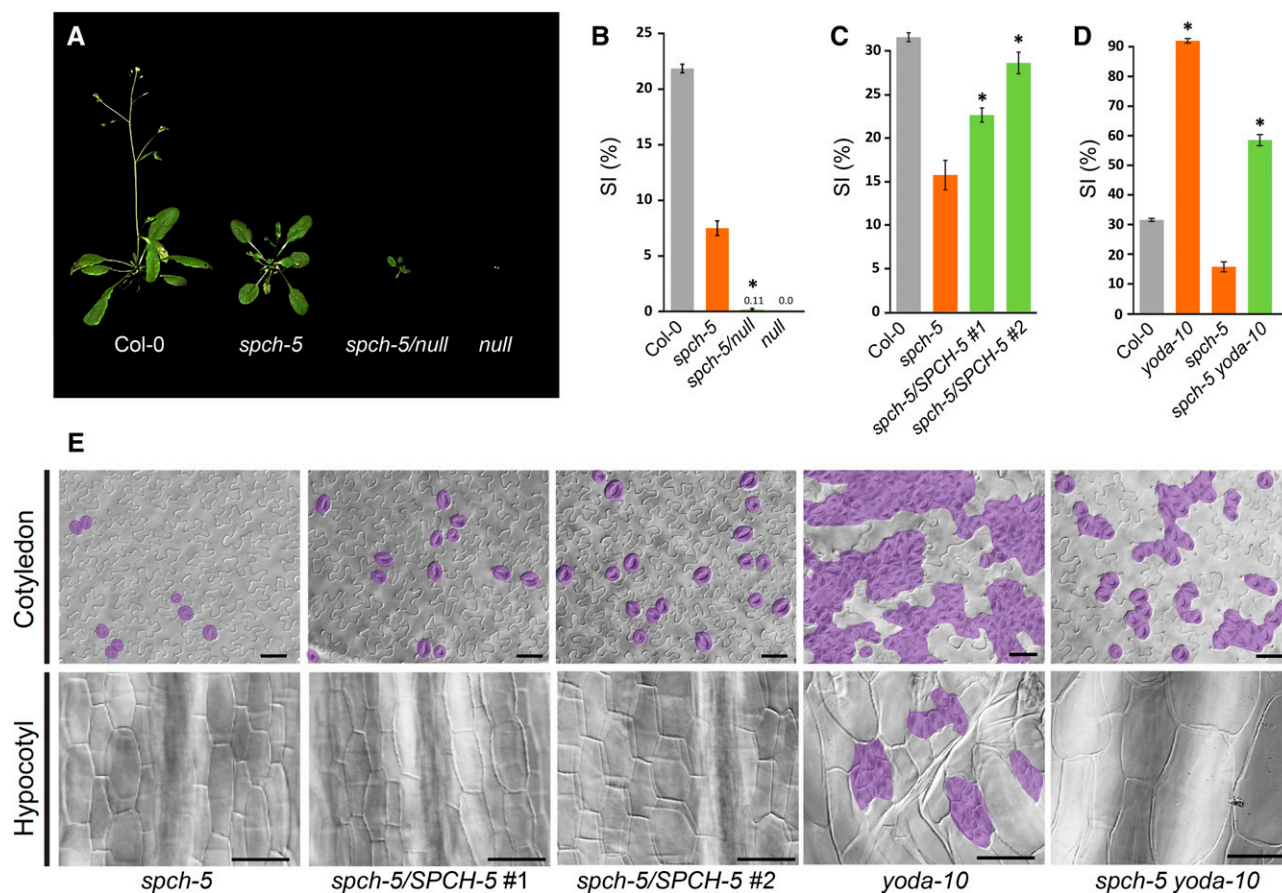 A
Col-0 spch-5 spch-5/null null
B
SI (%)
25
20
15
10
5
0
*
0.11 0.0
Col-0
spch-5
spch-5/null
null
C
SI (%)
30
25
20
15
10
5
0
*
*
Col-0
spch-5
spch-5/SPCH-5 #1
spch-5/SPCH-5 #2
D
SI (%)
90
80
70
60
50
40
30
20
10
0
*
*
Col-0
yoda-10
spch-5
spch-5 yoda-10
E
Cotyledon
Hypocotyl
spch-5 spch-5/SPCH-5 #1 spch-5/SPCH-5 #2 yoda-10 spch-5 yoda-10